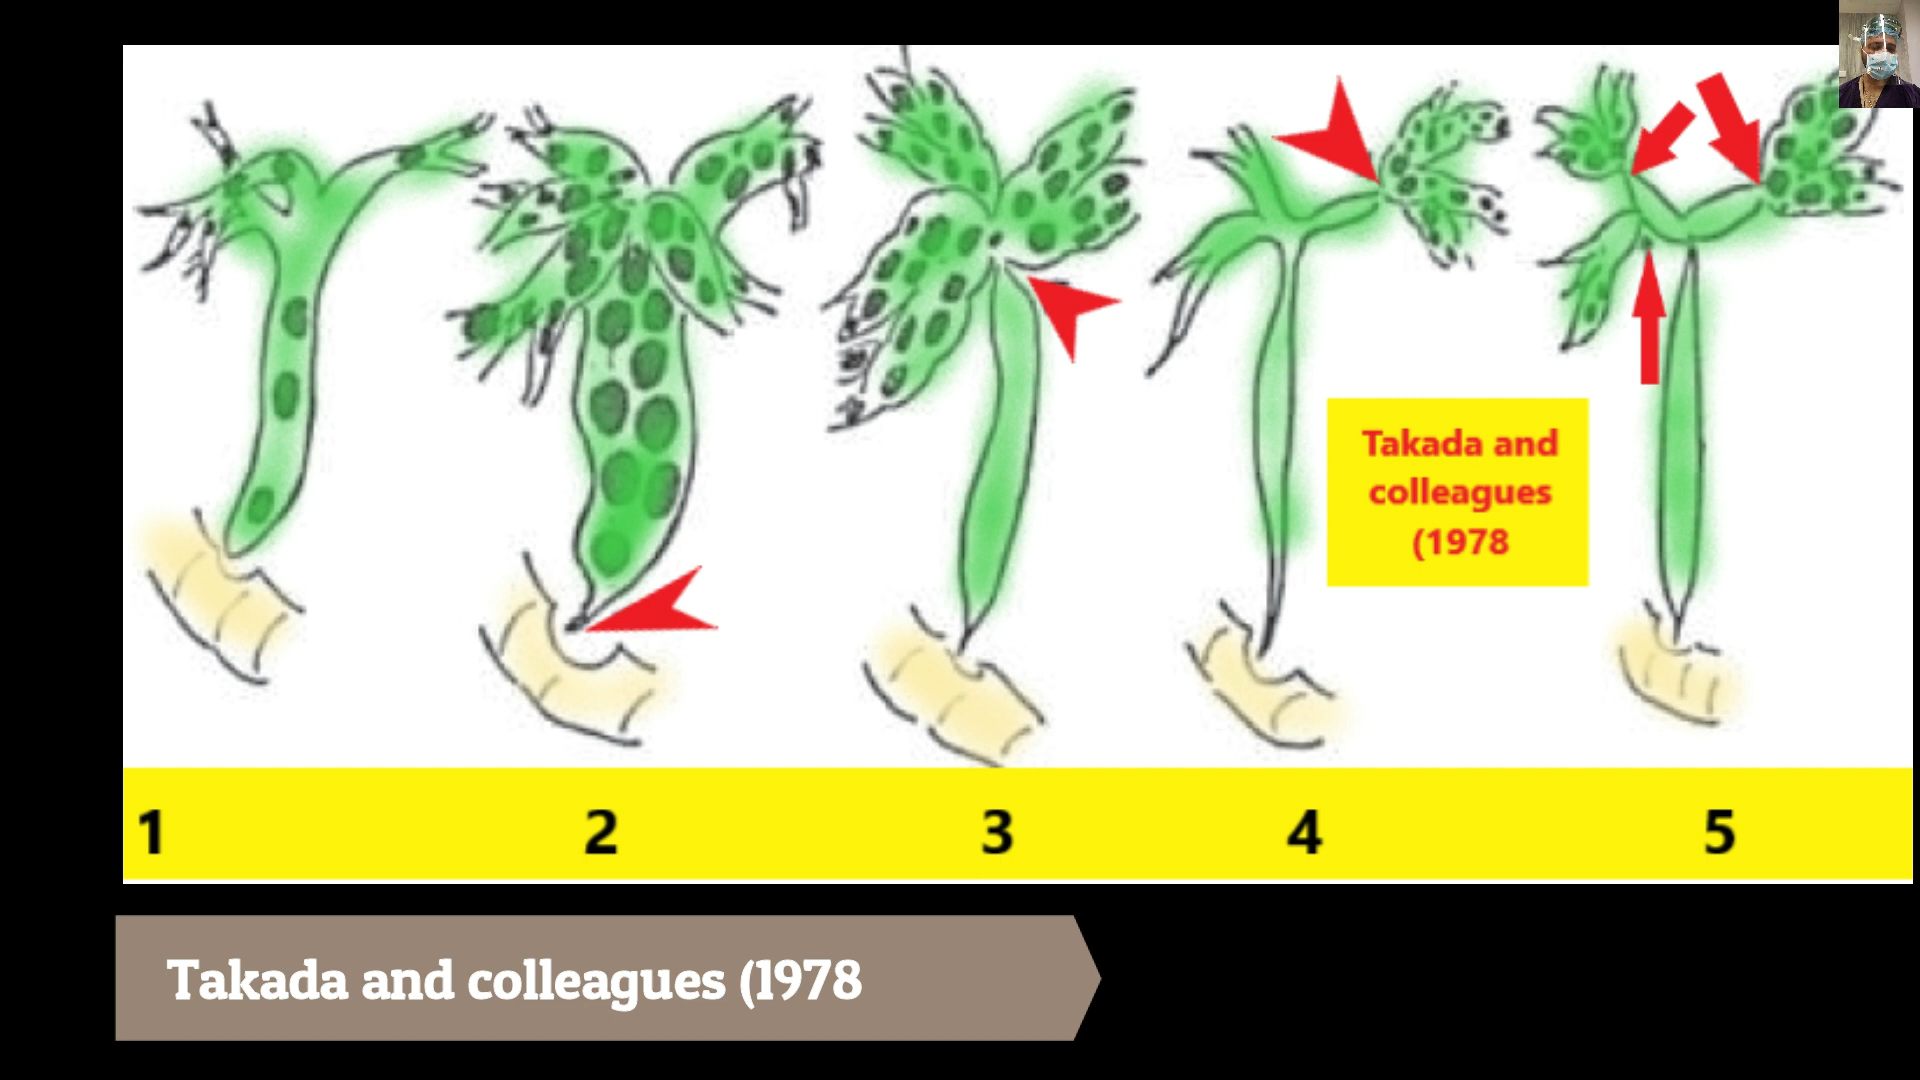 Takada and
colleagues
(1978
1 2 3 4 5
Takada and colleagues (1978